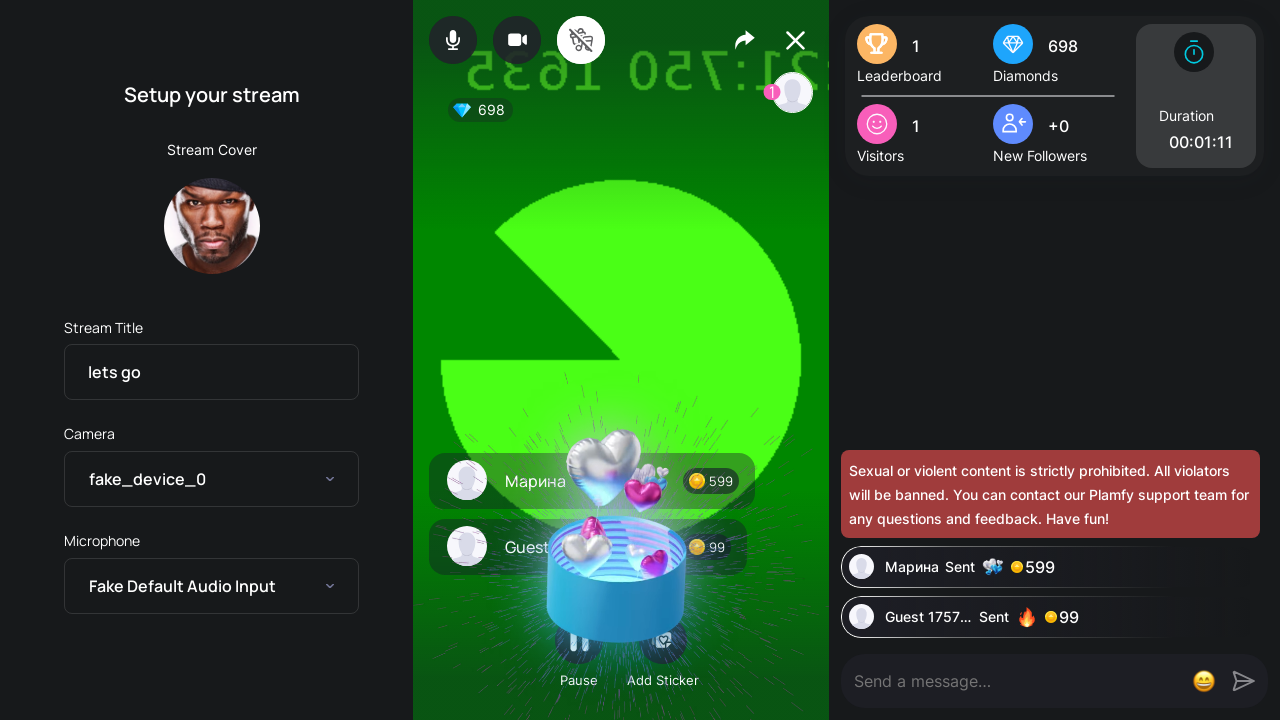 Setup your stream
Stream Cover
Stream Title
lets go
Camera
fake_device_0
Microphone
Fake Default Audio Input
698
1
Марина
599
Guest
99
Pause
Add Sticker
1
Leaderboard
698
Diamonds
1
Visitors
+0
New Followers
Duration
00:01:11
Sexual or violent content is strictly prohibited. All violators
will be banned. You can contact our Plamfy support team for
any questions and feedback. Have fun!
Марина Sent 599
Guest 1757... Sent 99
Send a message...